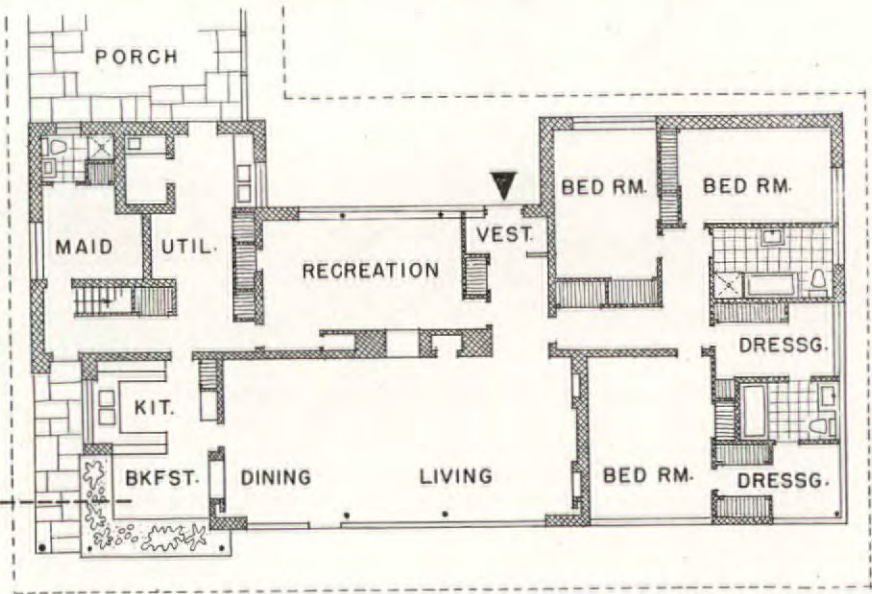 PORCH
BED RM.
BED RM.
MAID
UTIL.
VEST.
RECREATION
DRESSG.
KIT.
BKFST.
DINING
LIVING
BED RM.
DRESSG.